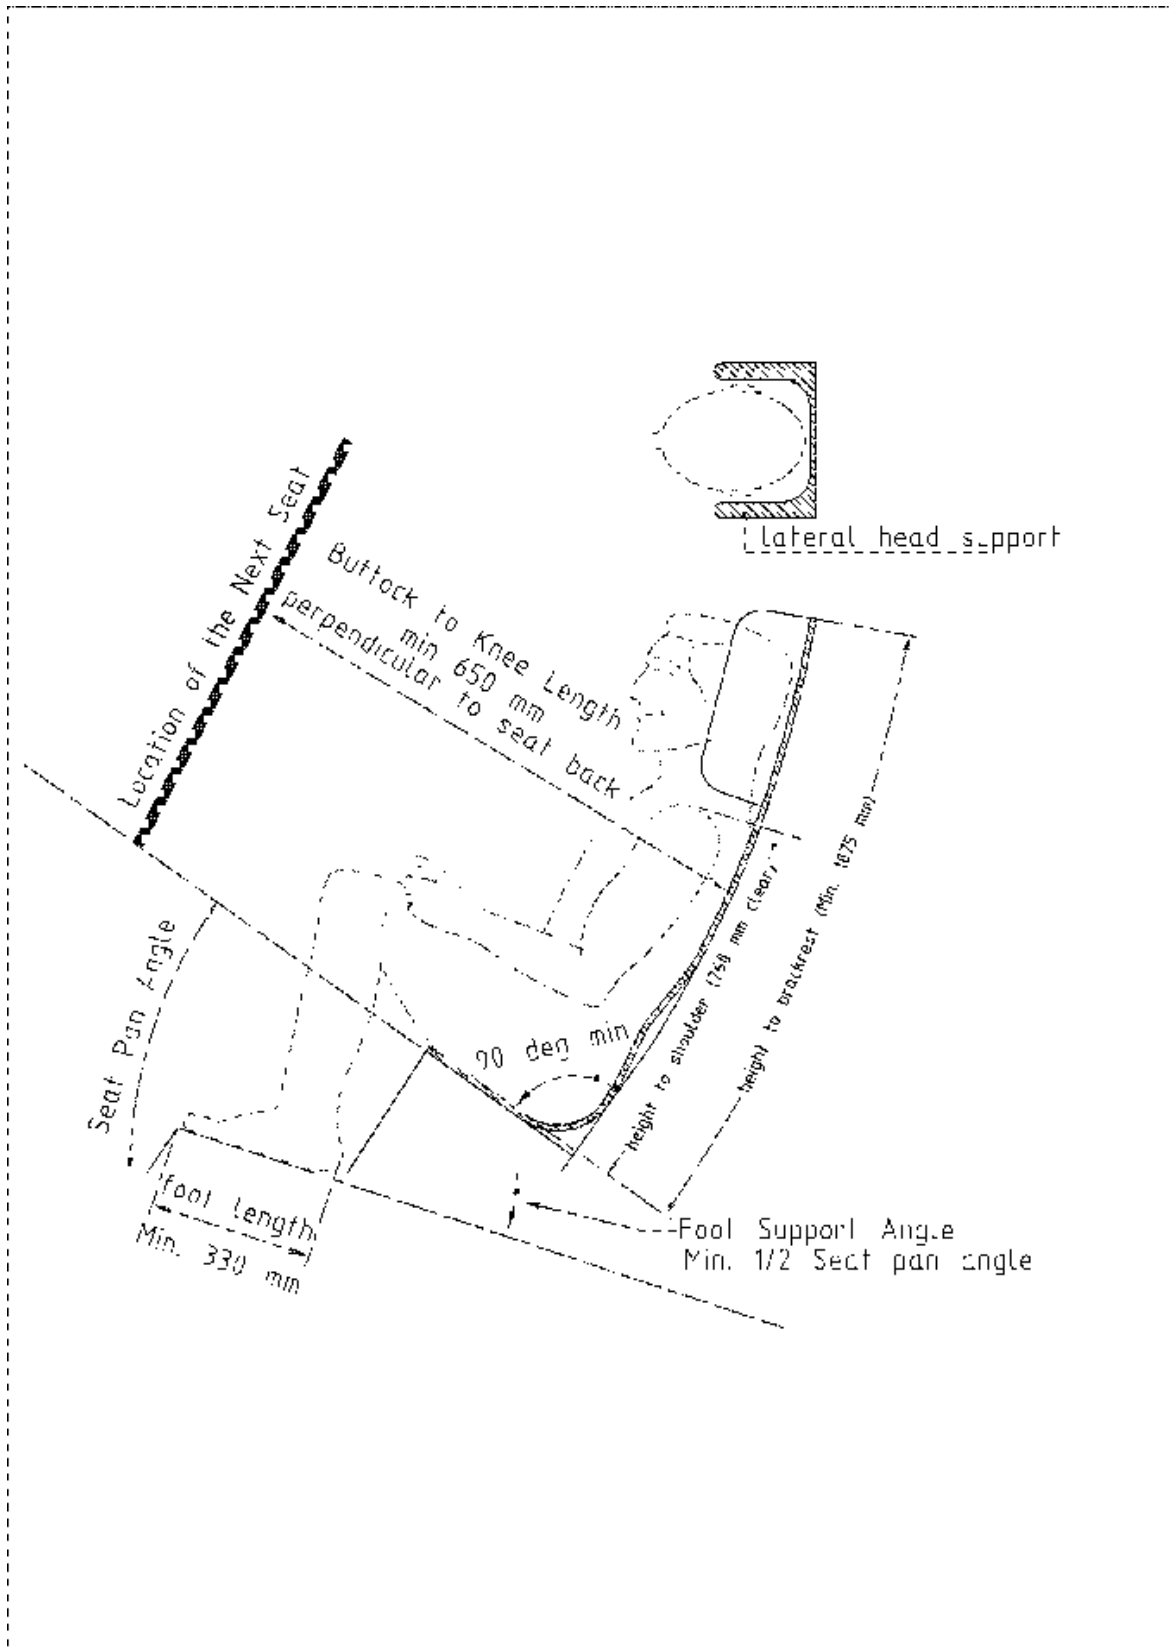 lateral head support
Location of the Next Seat
Buttock to Knee Length
min 650 mm
perpendicular to seat back
Seat Pan Angle
90 deg min
height to shoulder (760 mm clear)
height to backrest (Min. 1075 mm)
foot length
Min. 330 mm
Foot Support Angle
Min. 1/2 Seat pan angle